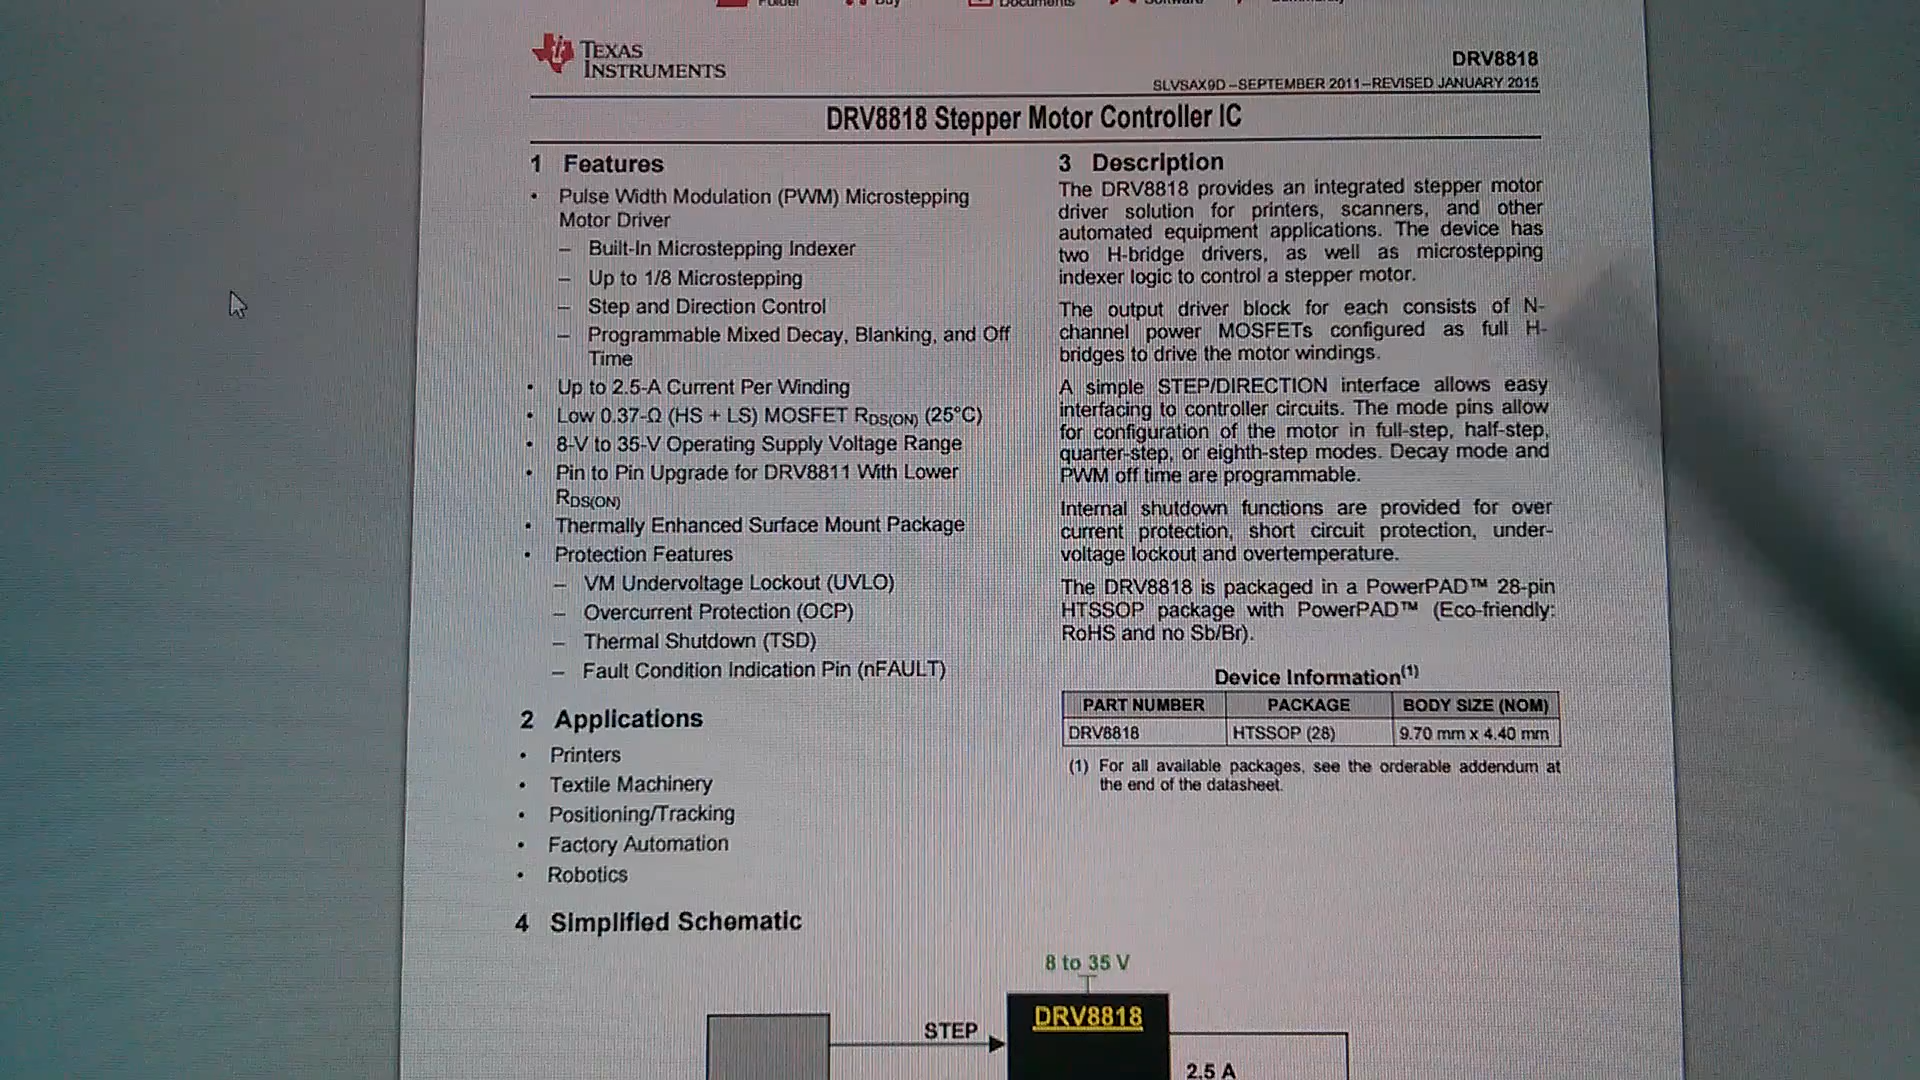 Buy
Documents
TEXAS
INSTRUMENTS
DRV8818
SLVSAX9D –SEPTEMBER 2011–REVISED JANUARY 2015
DRV8818 Stepper Motor Controller IC
1 Features
• Pulse Width Modulation (PWM) Microstepping
Motor Driver
– Built-In Microstepping Indexer
– Up to 1/8 Microstepping
– Step and Direction Control
– Programmable Mixed Decay, Blanking, and Off
Time
• Up to 2.5-A Current Per Winding
• Low 0.37-Ω (HS + LS) MOSFET RDS(ON) (25°C)
• 8-V to 35-V Operating Supply Voltage Range
• Pin to Pin Upgrade for DRV8811 With Lower
RDS(ON)
• Thermally Enhanced Surface Mount Package
• Protection Features
– VM Undervoltage Lockout (UVLO)
– Overcurrent Protection (OCP)
– Thermal Shutdown (TSD)
– Fault Condition Indication Pin (nFAULT)
2 Applications
• Printers
• Textile Machinery
• Positioning/Tracking
• Factory Automation
• Robotics
3 Description
The DRV8818 provides an integrated stepper motor
driver solution for printers, scanners, and other
automated equipment applications. The device has
two H-bridge drivers, as well as microstepping
indexer logic to control a stepper motor.
The output driver block for each consists of N-
channel power MOSFETs configured as full H-
bridges to drive the motor windings.
A simple STEP/DIRECTION interface allows easy
interfacing to controller circuits. The mode pins allow
for configuration of the motor in full-step, half-step,
quarter-step, or eighth-step modes. Decay mode and
PWM off time are programmable.
Internal shutdown functions are provided for over
current protection, short circuit protection, under-
voltage lockout and overtemperature.
The DRV8818 is packaged in a PowerPAD™ 28-pin
HTSSOP package with PowerPAD™ (Eco-friendly:
RoHS and no Sb/Br).
Device Information(1)
PART NUMBER PACKAGE BODY SIZE (NOM)
DRV8818 HTSSOP (28) 9.70 mm x 4.40 mm
(1) For all available packages, see the orderable addendum at
the end of the datasheet.
4 Simplified Schematic
8 to 35 V
DRV8818
STEP
2.5 A